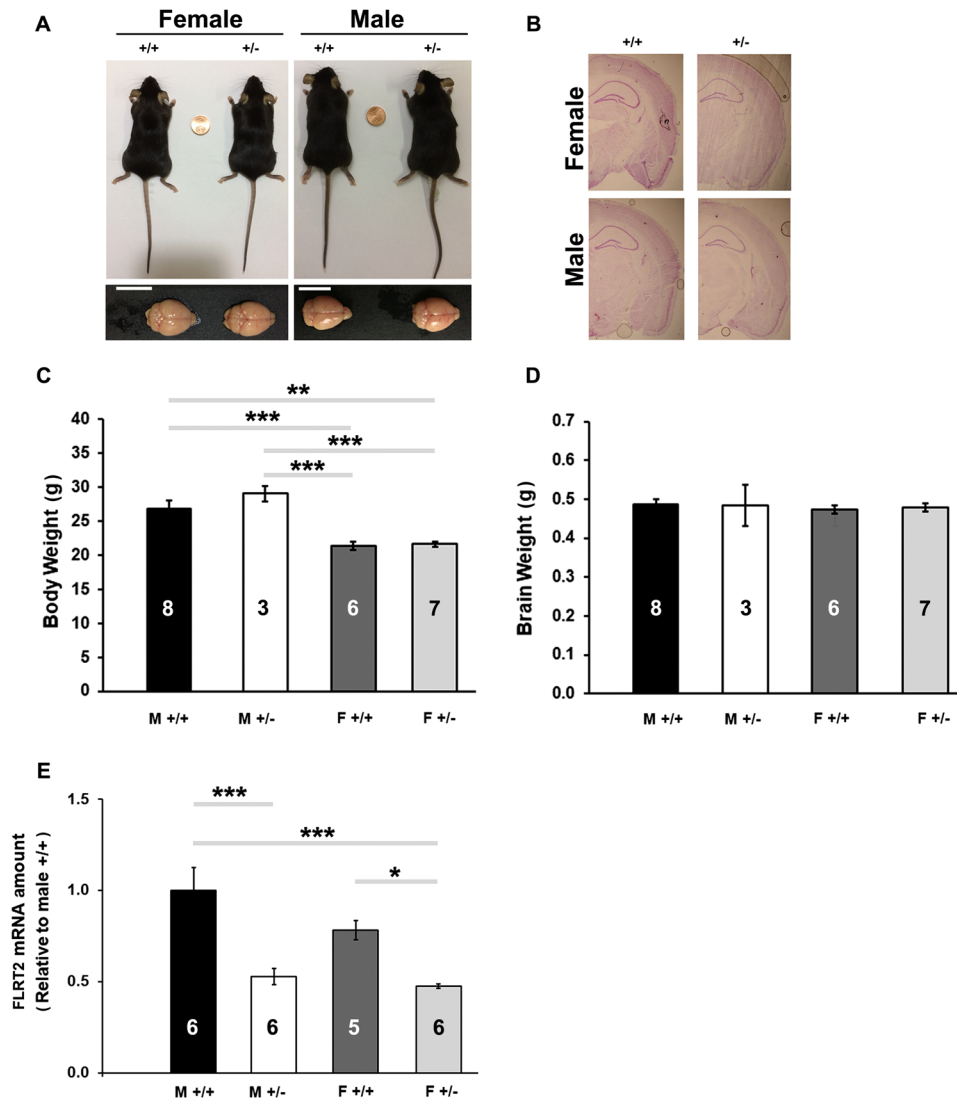 A
Female
Male
+/+
+/-
+/+
+/-
B
+/+
+/-
Female
Male
C
Body Weight (g)
40
35
30
25
20
15
10
5
0
**
***
***
***
8
3
6
7
M +/+
M +/-
F +/+
F +/-
D
Brain Weight (g)
0.7
0.6
0.5
0.4
0.3
0.2
0.1
0.0
8
3
6
7
M +/+
M +/-
F +/+
F +/-
E
FLRT2 mRNA amount
(Relative to male +/+)
1.5
1.0
0.5
0.0
***
***
*
6
6
5
6
M +/+
M +/-
F +/+
F +/-